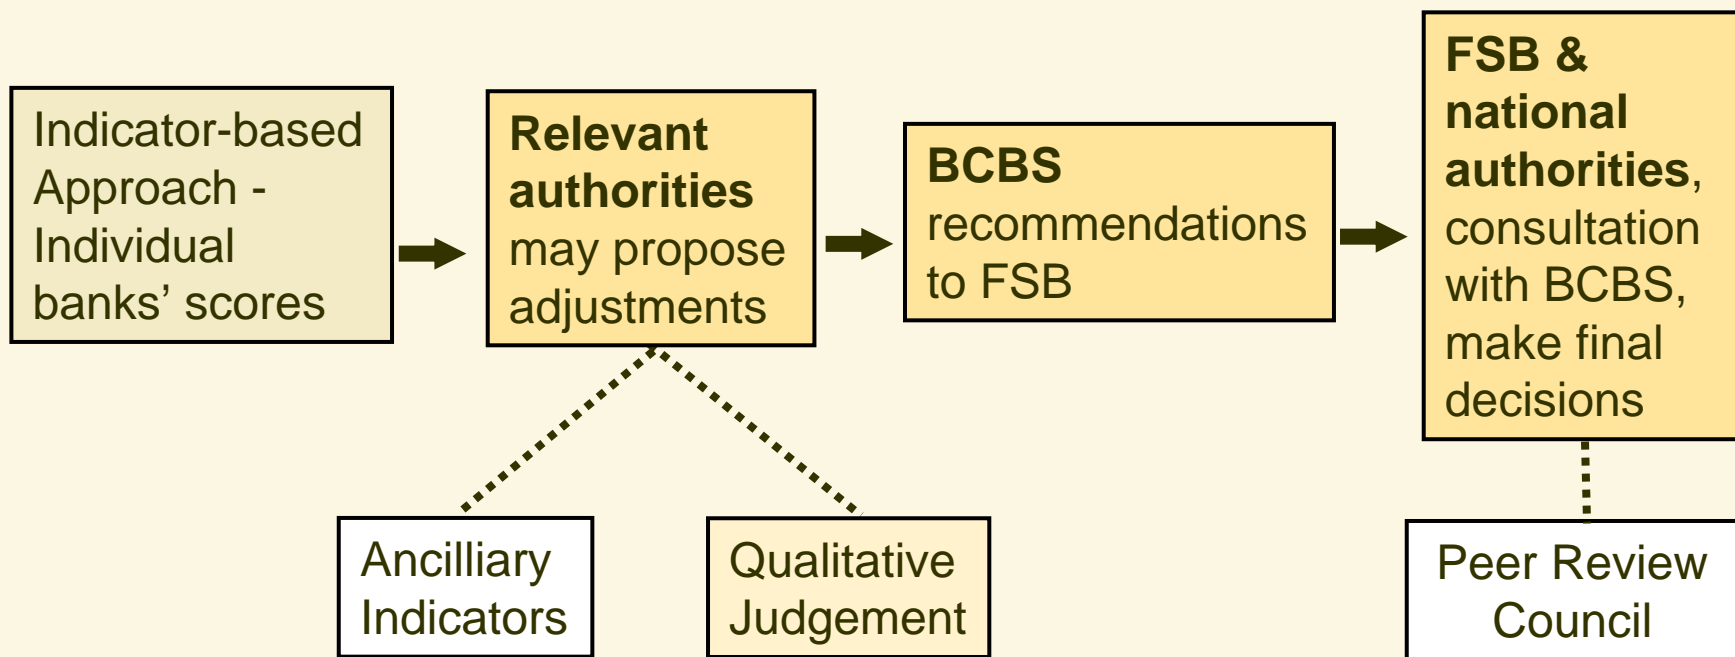 Indicator-based
Approach -
Individual
banks’ scores
Relevant
authorities
may propose
adjustments
BCBS
recommendations
to FSB
FSB &
national
authorities,
consultation
with BCBS,
make final
decisions
Ancilliary
Indicators
Qualitative
Judgement
Peer Review
Council